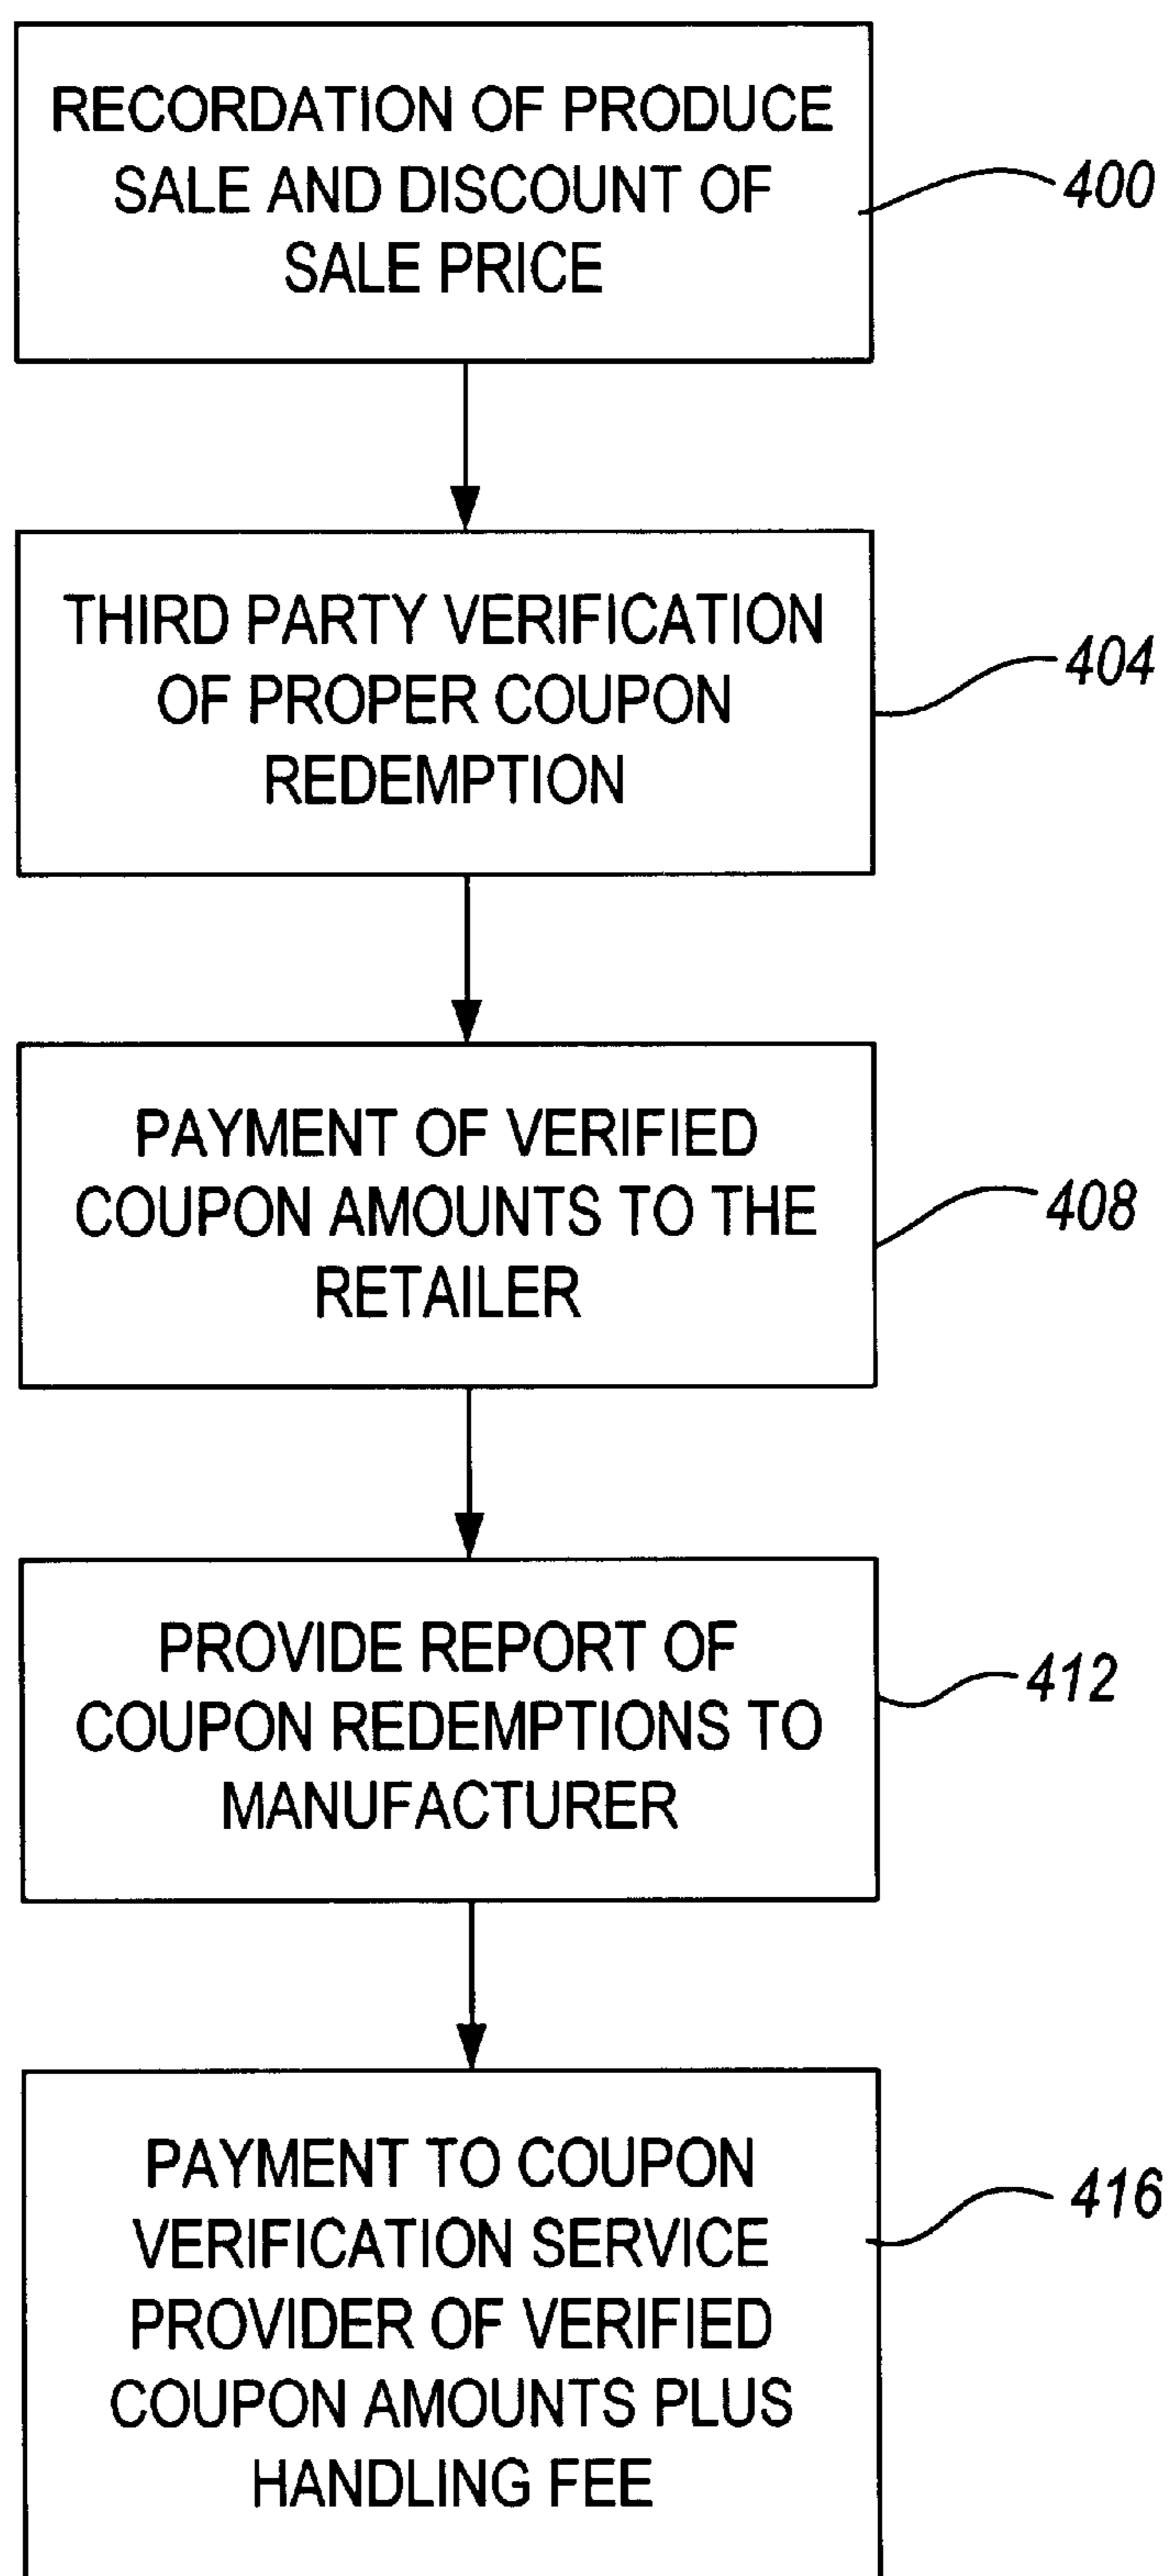 RECORDATION OF PRODUCE
SALE AND DISCOUNT OF
SALE PRICE
400
THIRD PARTY VERIFICATION
OF PROPER COUPON
REDEMPTION
404
PAYMENT OF VERIFIED
COUPON AMOUNTS TO THE
RETAILER
408
PROVIDE REPORT OF
COUPON REDEMPTIONS TO
MANUFACTURER
412
PAYMENT TO COUPON
VERIFICATION SERVICE
PROVIDER OF VERIFIED
COUPON AMOUNTS PLUS
HANDLING FEE
416